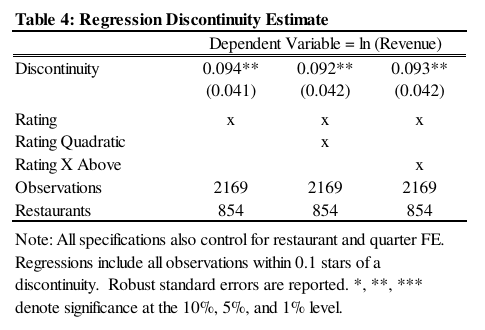 Table 4: Regression Discontinuity Estimate
Dependent Variable = ln (Revenue)
Discontinuity 0.094** 0.092** 0.093**
(0.041) (0.042) (0.042)
Rating x x x
Rating Quadratic x
Rating X Above x
Observations 2169 2169 2169
Restaurants 854 854 854
Note: All specifications also control for restaurant and quarter FE.
Regressions include all observations within 0.1 stars of a
discontinuity. Robust standard errors are reported. *, **, ***
denote significance at the 10%, 5%, and 1% level.